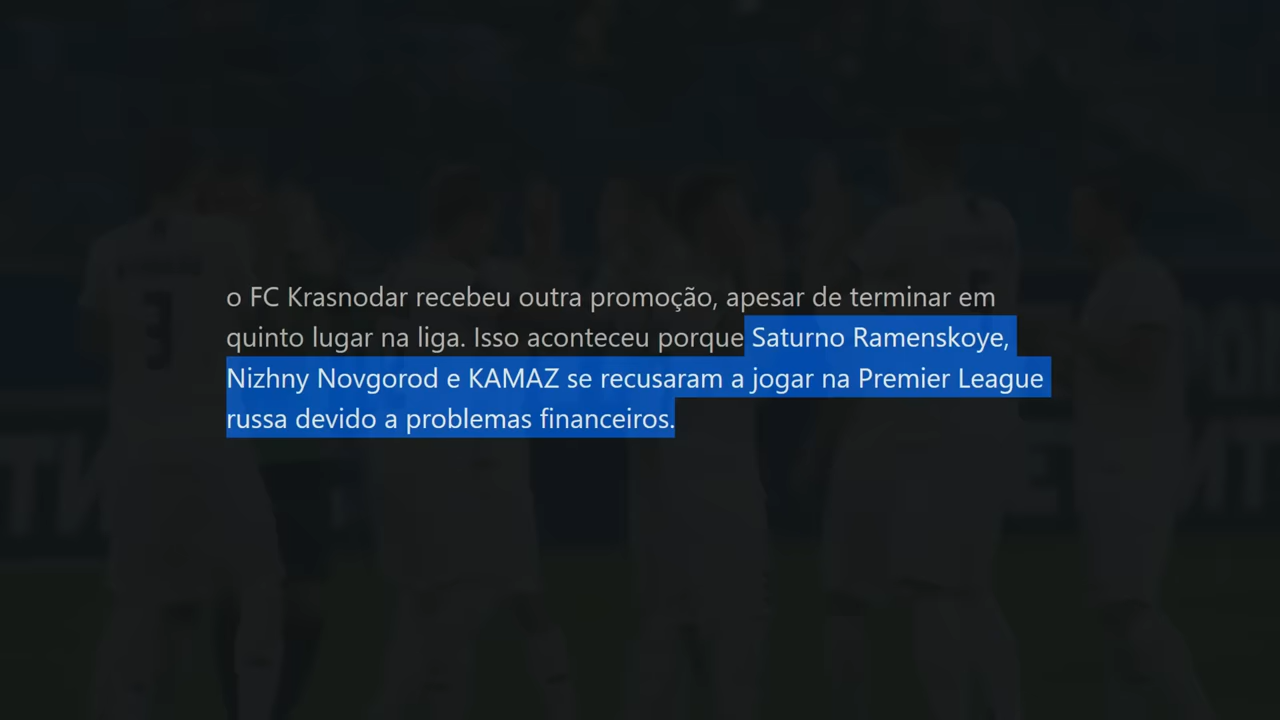 o FC Krasnodar recebeu outra promoção, apesar de terminar em
quinto lugar na liga. Isso aconteceu porque Saturno Ramenskoye,
Nizhny Novgorod e KAMAZ se recusaram a jogar na Premier League
russa devido a problemas financeiros.